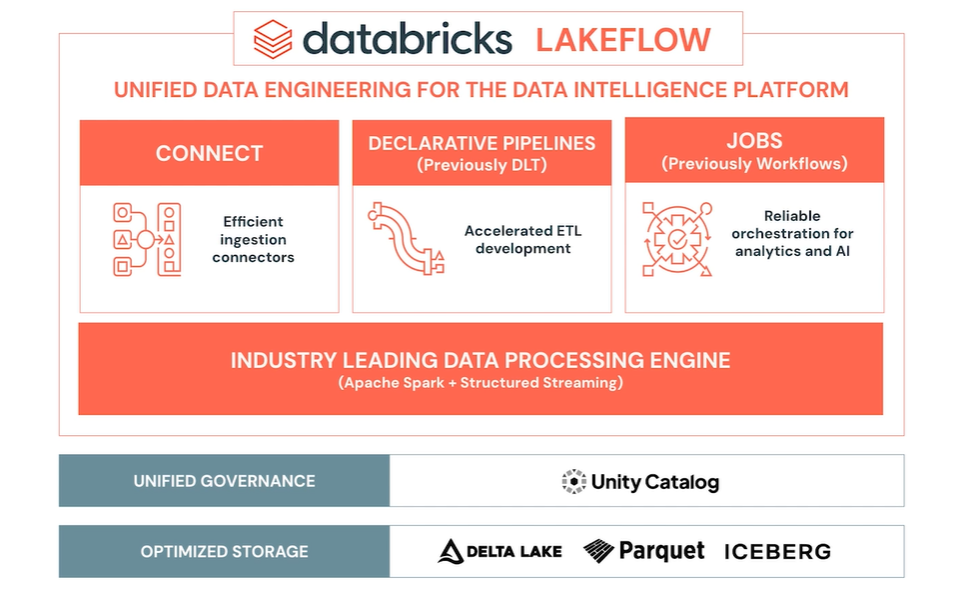 databricks LAKEFLOW
UNIFIED DATA ENGINEERING FOR THE DATA INTELLIGENCE PLATFORM
CONNECT
Efficient
ingestion
connectors
DECLARATIVE PIPELINES
(Previously DLT)
Accelerated ETL
development
JOBS
(Previously Workflows)
Reliable
orchestration for
analytics and AI
INDUSTRY LEADING DATA PROCESSING ENGINE
(Apache Spark + Structured Streaming)
UNIFIED GOVERNANCE
Unity Catalog
OPTIMIZED STORAGE
DELTA LAKE Parquet ICEBERG